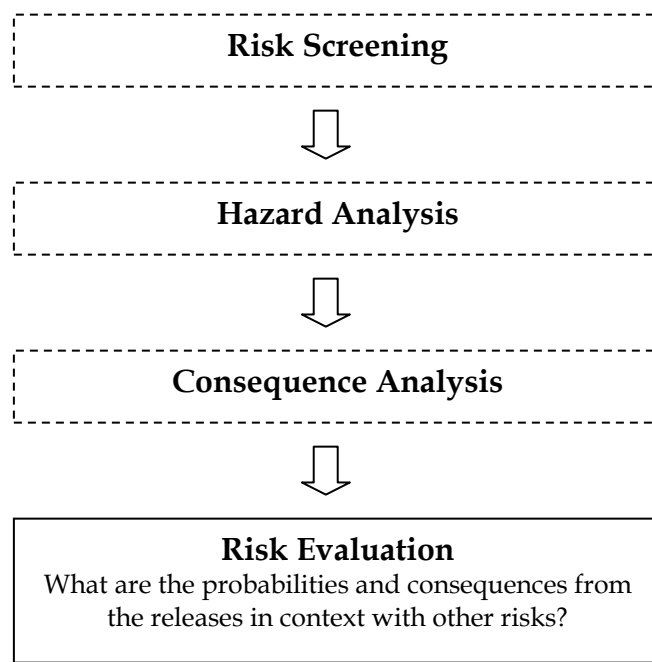 Risk Screening
Hazard Analysis
Consequence Analysis
Risk Evaluation
What are the probabilities and consequences from
the releases in context with other risks?